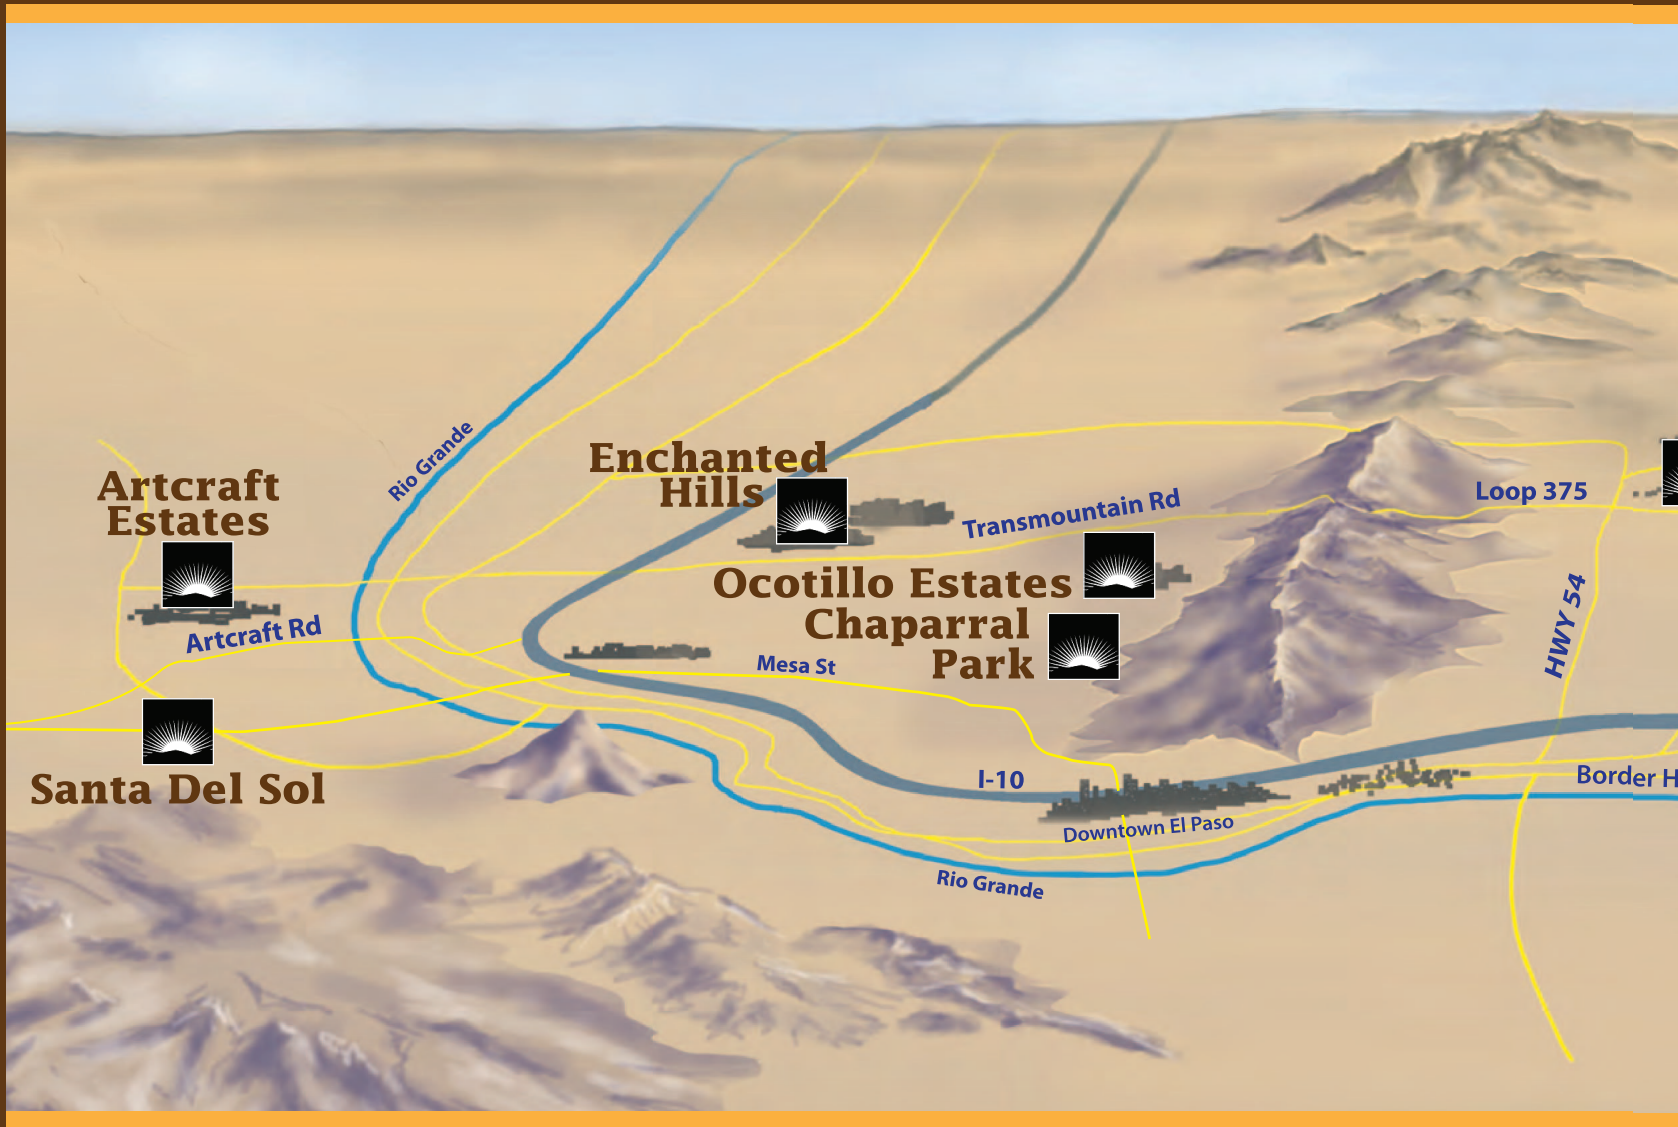 Rio Grande
Enchanted
Hills
Artcraft
Estates
Transmountain Rd
Loop 375
Ocotillo Estates
HWY 54
Chaparral
Park
Artcraft Rd
Mesa St
Santa Del Sol
I-10
Border H
Downtown El Paso
Rio Grande